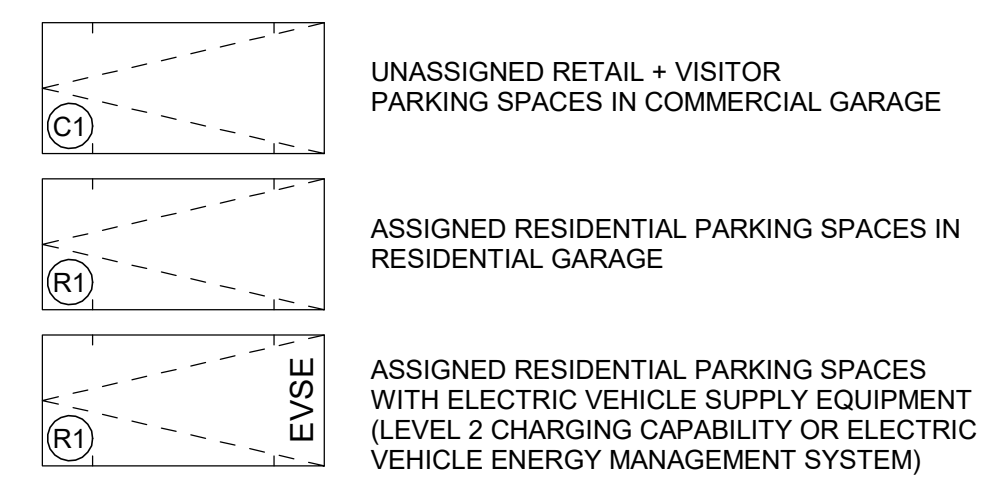 C1
UNASSIGNED RETAIL + VISITOR
PARKING SPACES IN COMMERCIAL GARAGE
R1
ASSIGNED RESIDENTIAL PARKING SPACES IN
RESIDENTIAL GARAGE
R1
EVSE
ASSIGNED RESIDENTIAL PARKING SPACES
WITH ELECTRIC VEHICLE SUPPLY EQUIPMENT
(LEVEL 2 CHARGING CAPABILITY OR ELECTRIC
VEHICLE ENERGY MANAGEMENT SYSTEM)